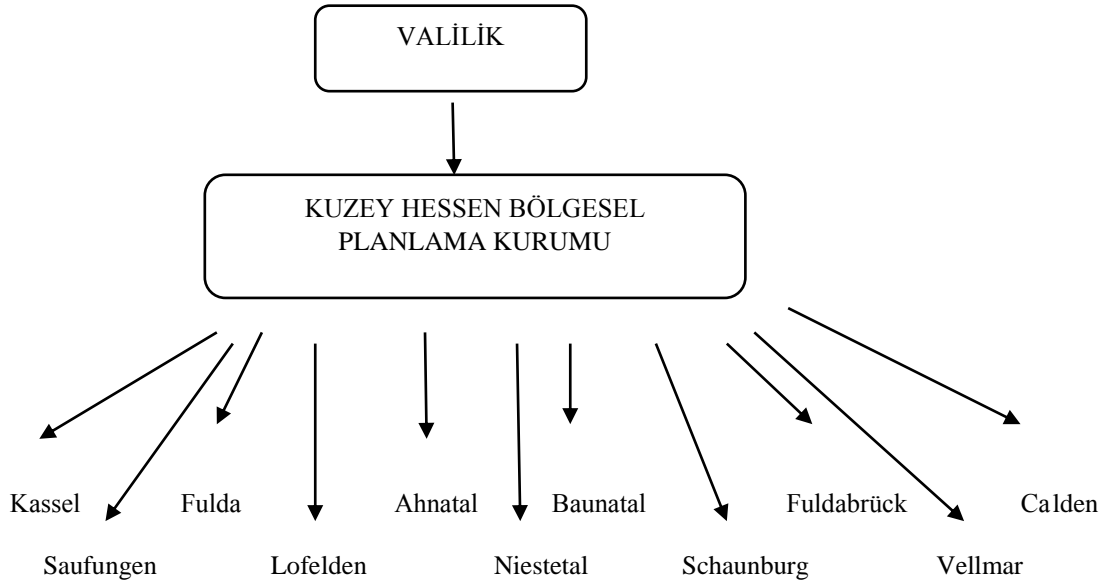 VALİLİK
KUZEY HESSEN BÖLGESEL
PLANLAMA KURUMU
Kassel Fulda Ahnatal Baunatal Fuldabrück Calden
Saufungen Lofelden Niestetal Schaunburg Vellmar